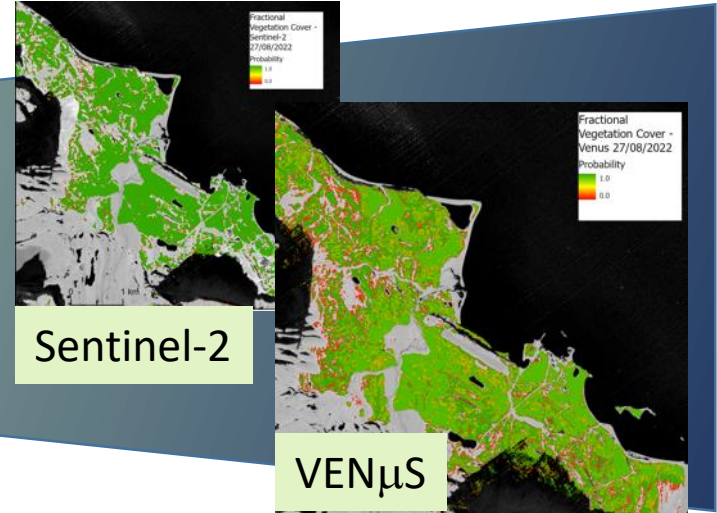 Fractional
Vegetation Cover -
Sentinel-2
27/08/2022
Probability
1.0
0.0
0 1 km
Sentinel-2
Fractional
Vegetation Cover -
Venus 27/08/2022
Probability
1.0
0.0
VENμS